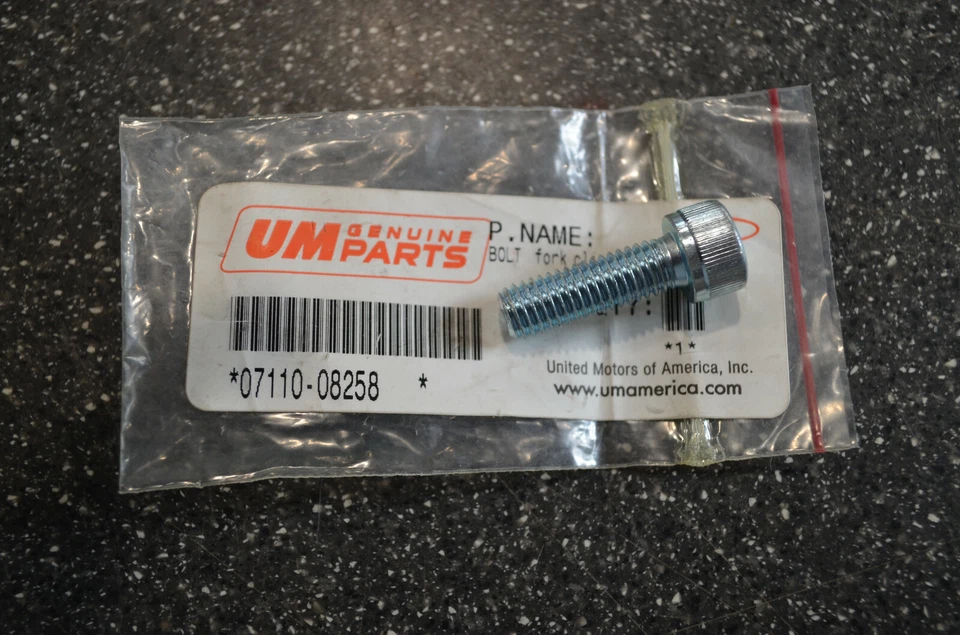 UM GENUINE
PARTS
P.NAME:
BOLT fork
*07110-08258 *
*1*
United Motors of America, Inc.
www.umamerica.com